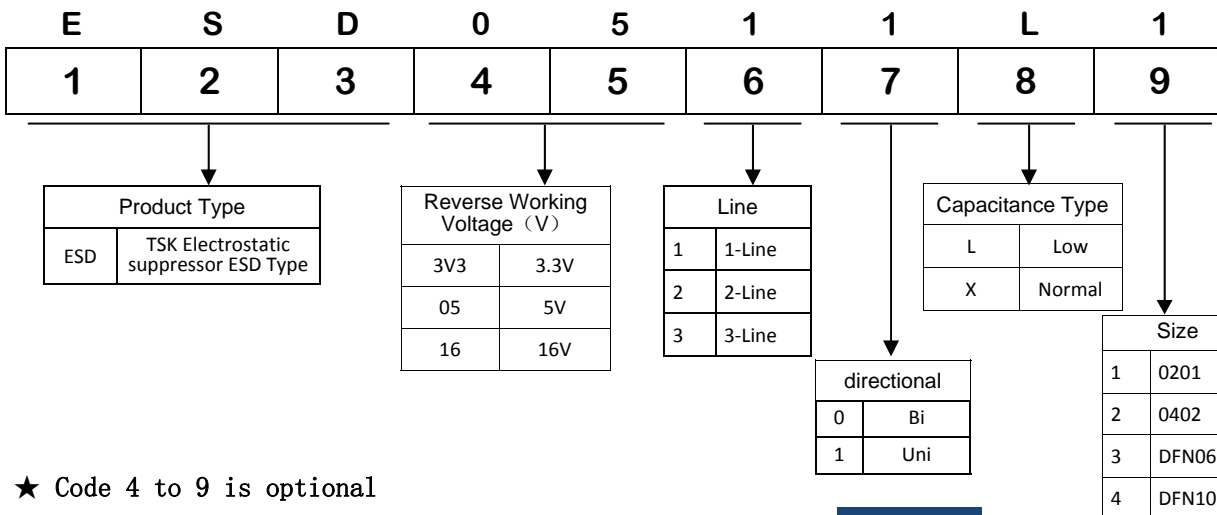 E S D 0 5 1 1 L 1
1 2 3 4 5 6 7 8 9
Product Type
ESD TSK Electrostatic
suppressor ESD Type
Reverse Working
Voltage（V）
3V3 3.3V
05 5V
16 16V
Line
1 1-Line
2 2-Line
3 3-Line
directional
0 Bi
1 Uni
Capacitance Type
L Low
X Normal
Size
1 0201
2 0402
3 DFN06
4 DFN10
★ Code 4 to 9 is optional